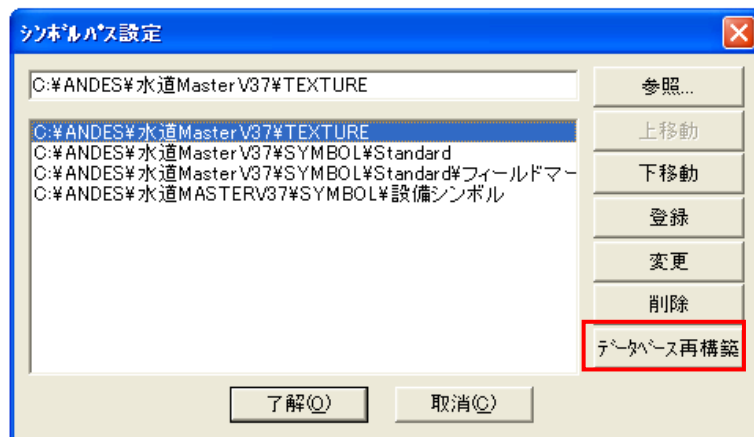 ｼﾝﾎﾞﾙﾊﾟｽ設定
C:¥ANDES¥水道MasterV37¥TEXTURE
参照...
C:¥ANDES¥水道MasterV37¥TEXTURE
C:¥ANDES¥水道MasterV37¥SYMBOL¥Standard
C:¥ANDES¥水道MasterV37¥SYMBOL¥Standard¥フィールドマー
C:¥ANDES¥水道MASTERV37¥SYMBOL¥設備シンボル
上移動
下移動
登録
変更
削除
ﾃﾞｰﾀﾍﾞｰｽ再構築
了解(O)
取消(C)